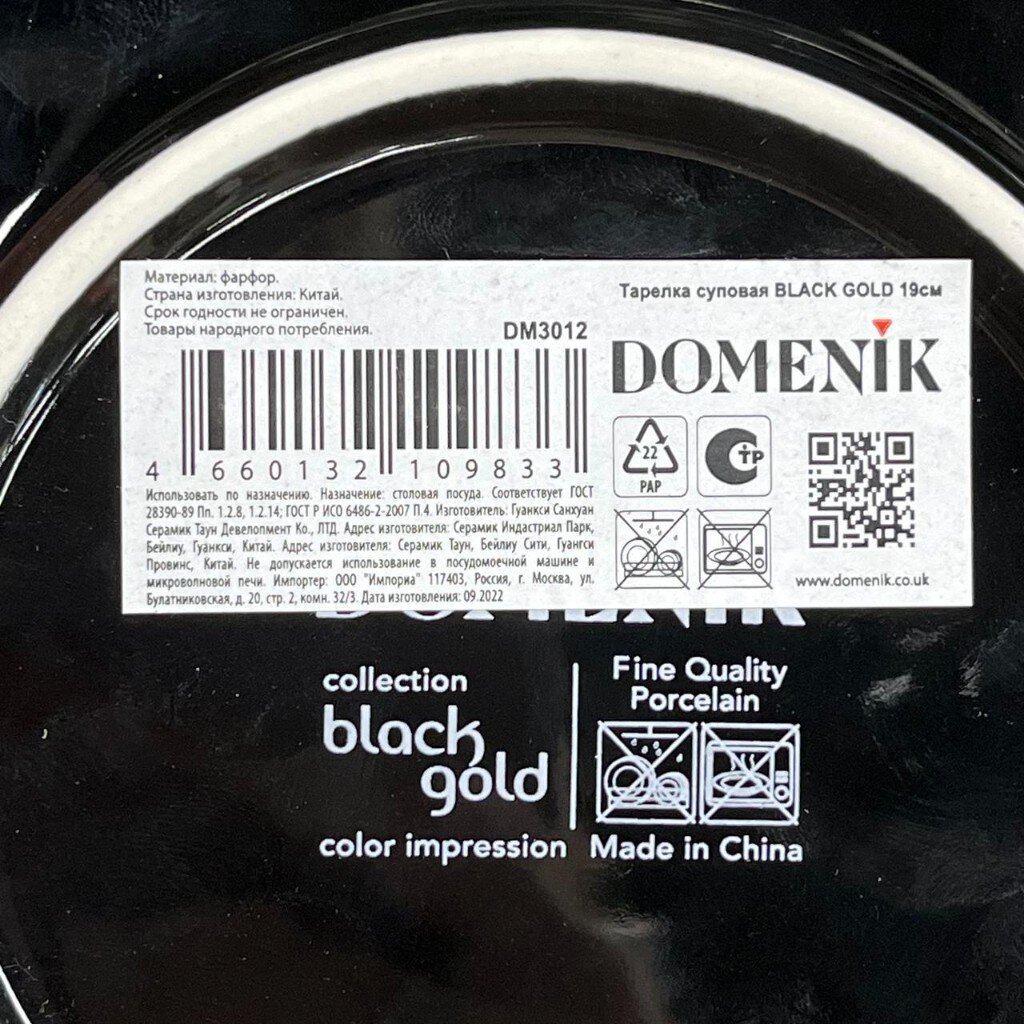 Материал: фарфор.
Страна изготовления: Китай.
Срок годности не ограничен.
Товары народного потребления.
DM3012
4 660132 109833
Использовать по назначению. Назначение: столовая посуда. Соответствует ГОСТ
28390-89 Пп. 1.2.8, 1.2.14; ГОСТ Р ИСО 6486-2-2007 П.4. Изготовитель: Гуанкси Санхуан
Серамик Таун Девелопмент Ко., ЛТД. Адрес изготовителя: Серамик Индастриал Парк,
Бейлиу, Гуанкси, Китай. Адрес изготовителя: Серамик Таун, Бейлиу Сити, Гуангси
Провинс, Китай. Не допускается использование в посудомоечной машине и
микроволновой печи. Импортер: ООО "Импориа" 117403, Россия, г. Москва, ул.
Булатниковская, д. 20, стр. 2, комн. 32/3. Дата изготовления: 09.2022
Тарелка суповая BLACK GOLD 19см
DOMENIK
22
PAP
СТР
www.domenik.co.uk
DOMENIK
collection
black
gold
color impression
Fine Quality
Porcelain
Made in China